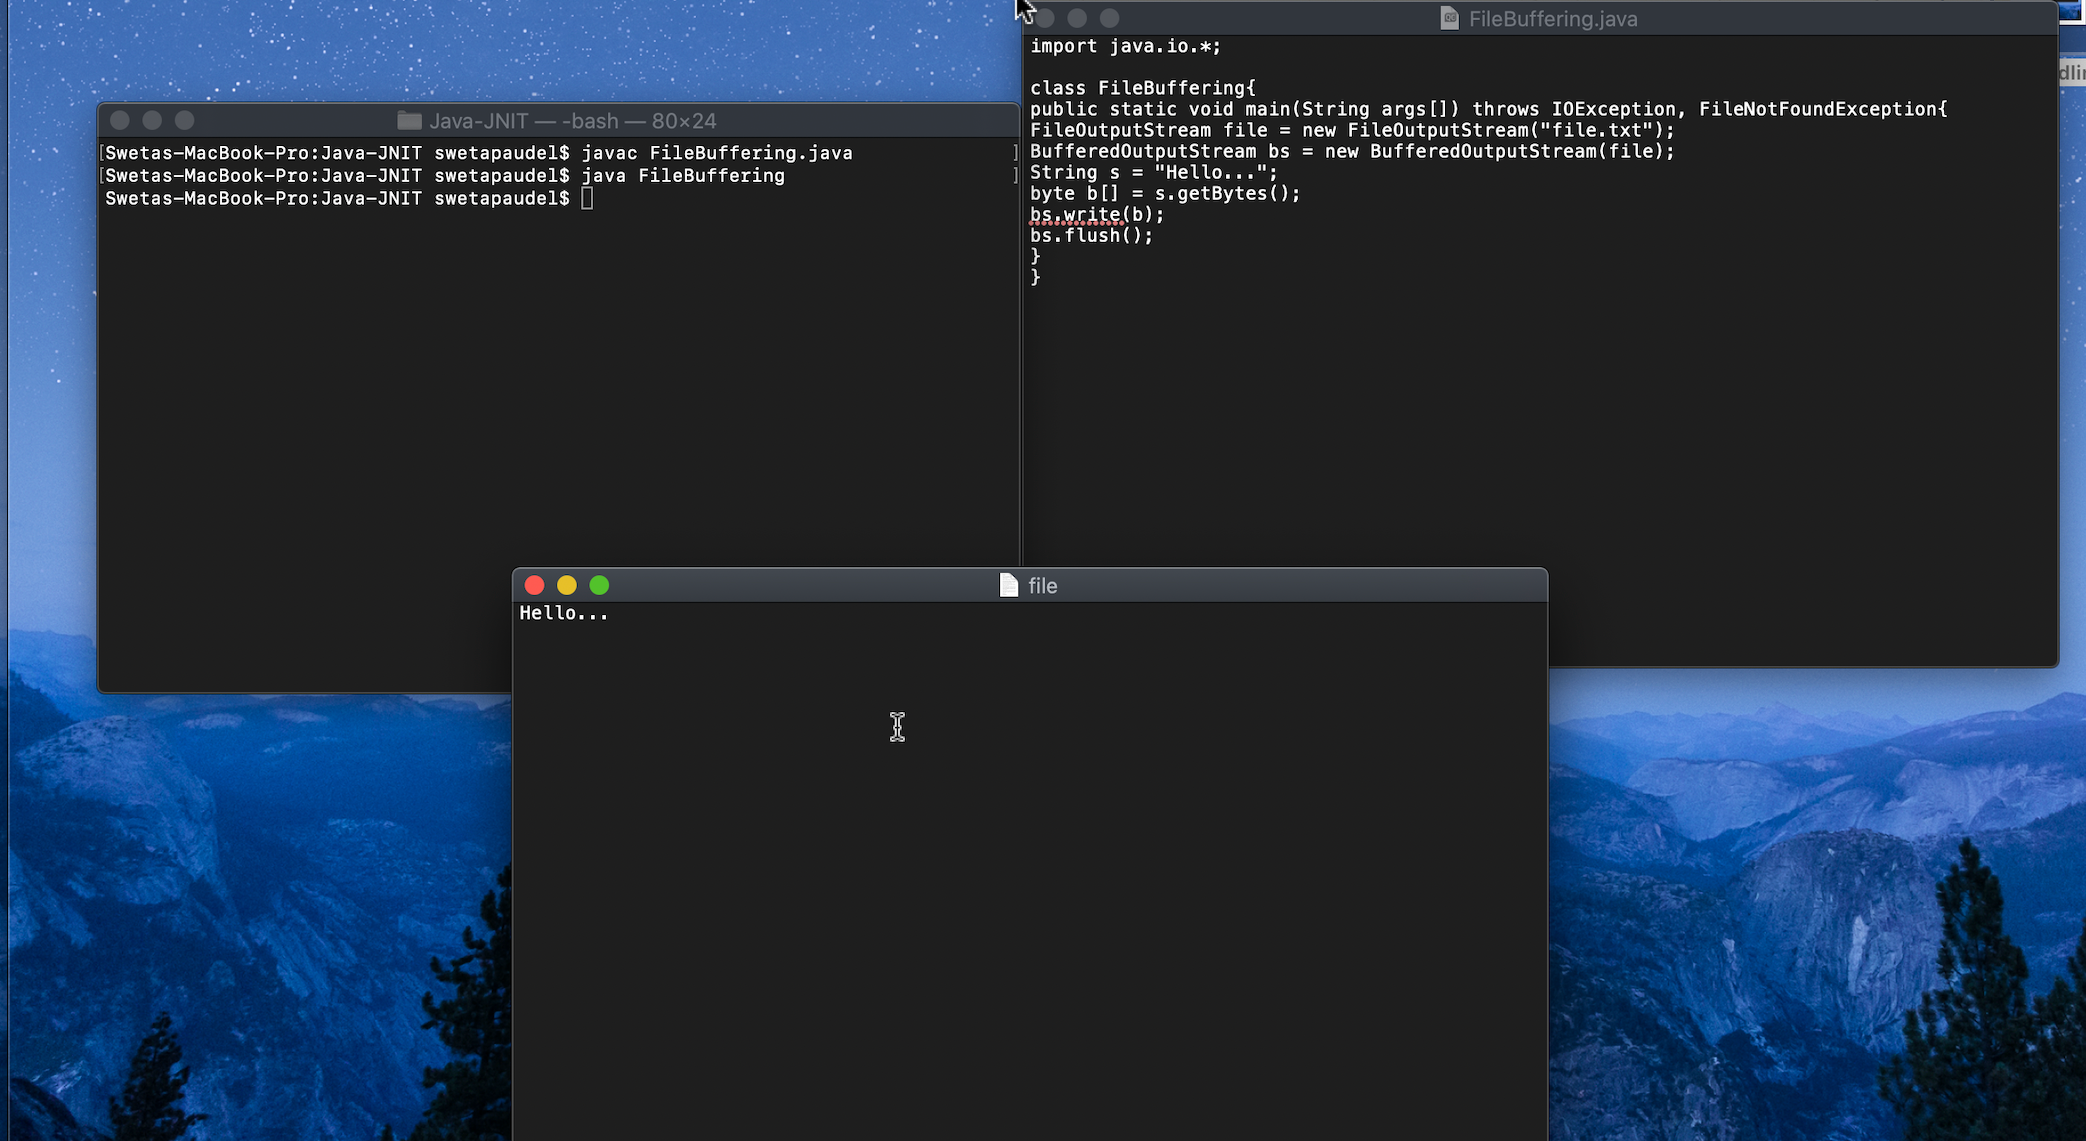 Java-JNIT — -bash — 80×24
[Swetas-MacBook-Pro:Java-JNIT swetapaudel$ javac FileBuffering.java ]
[Swetas-MacBook-Pro:Java-JNIT swetapaudel$ java FileBuffering ]
Swetas-MacBook-Pro:Java-JNIT swetapaudel$
FileBuffering.java
import java.io.*;
class FileBuffering{
public static void main(String args[]) throws IOException, FileNotFoundException{
FileOutputStream file = new FileOutputStream("file.txt");
BufferedOutputStream bs = new BufferedOutputStream(file);
String s = "Hello...";
byte b[] = s.getBytes();
bs.write(b);
bs.flush();
}
}
file
Hello...